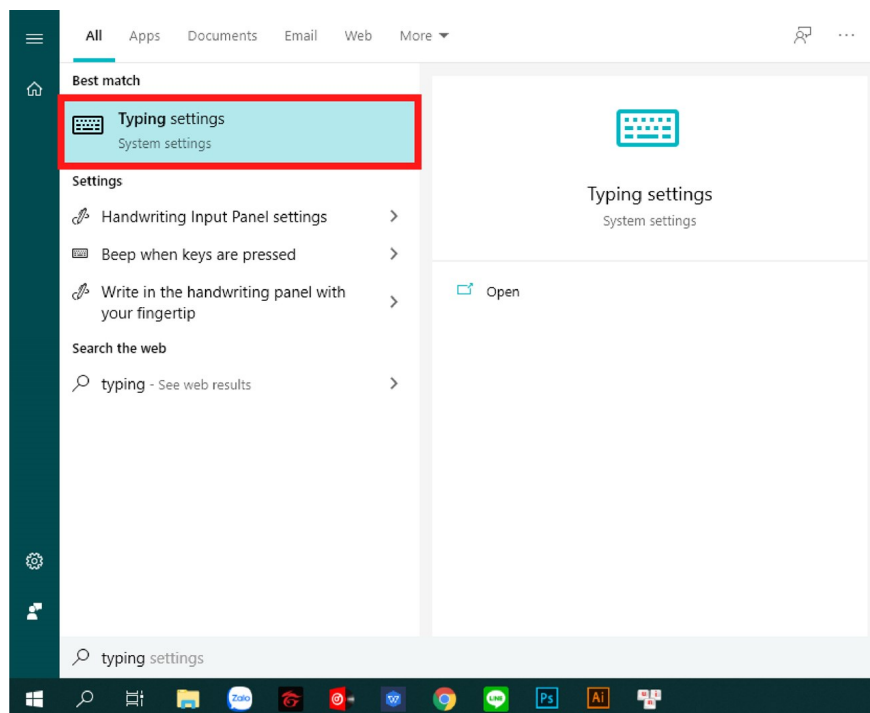 All Apps Documents Email Web More
Best match
Typing settings
System settings
Settings
Handwriting Input Panel settings
Beep when keys are pressed
Write in the handwriting panel with
your fingertip
Search the web
typing - See web results
Typing settings
System settings
Open
typing settings
Zalo
W
LINE
Ps
Ai